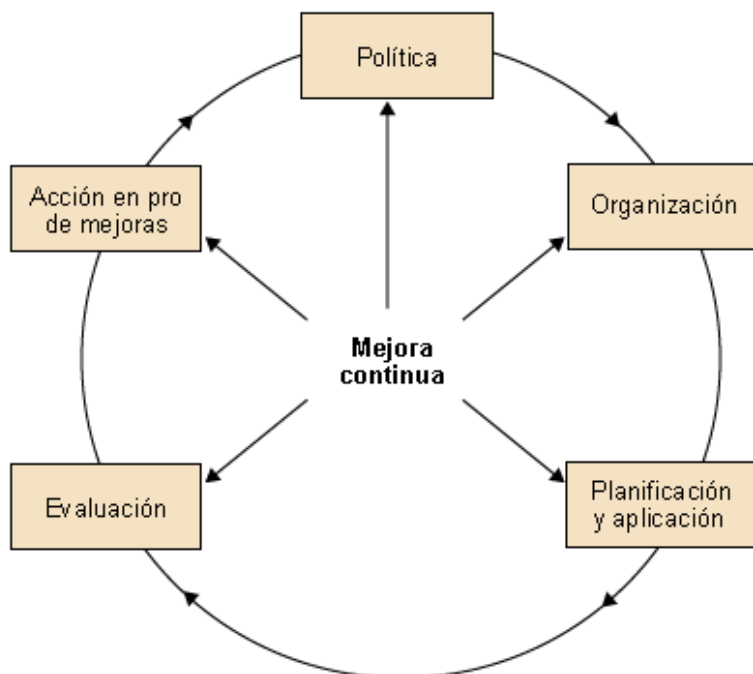 Política
Acción en pro
de mejoras
Organización
Mejora
continua
Evaluación
Planificación
y aplicación